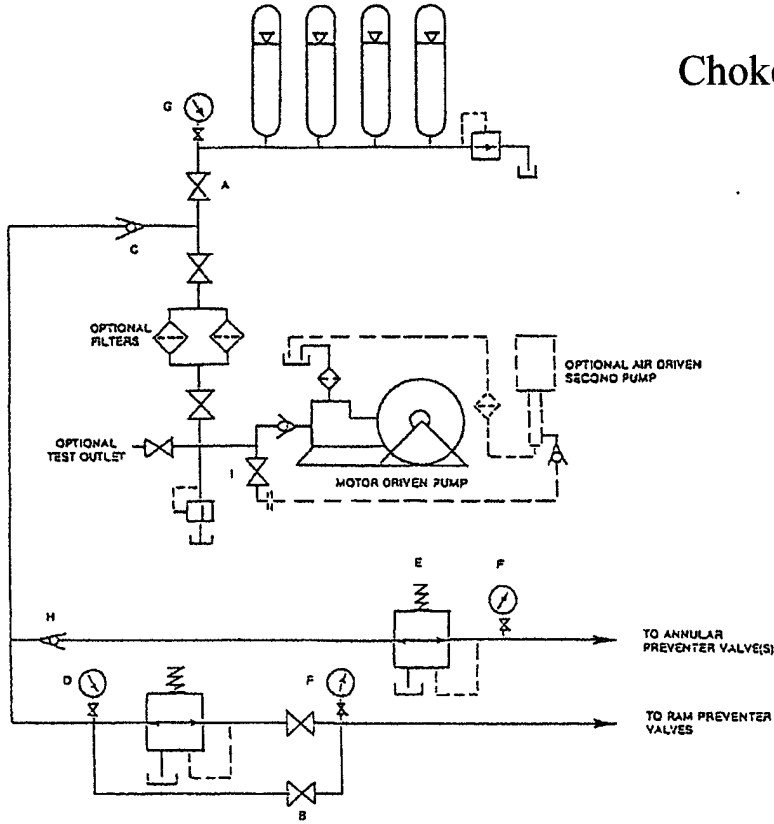 Choke
G
A
C
OPTIONAL
FILTERS
OPTIONAL AIR DRIVEN
SECOND PUMP
OPTIONAL
TEST OUTLET
I
MOTOR DRIVEN PUMP
E
F
H
TO ANNULAR
PREVENTER VALVE(S)
D
F
TO RAM PREVENTER
VALVES
B